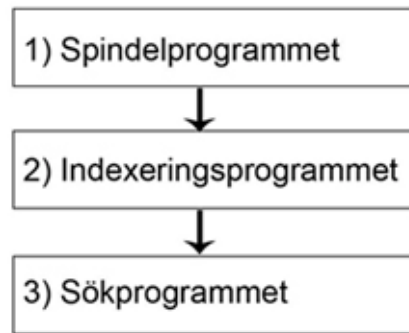 1) Spindelprogrammet
2) Indexeringsprogrammet
3) Sökprogrammet